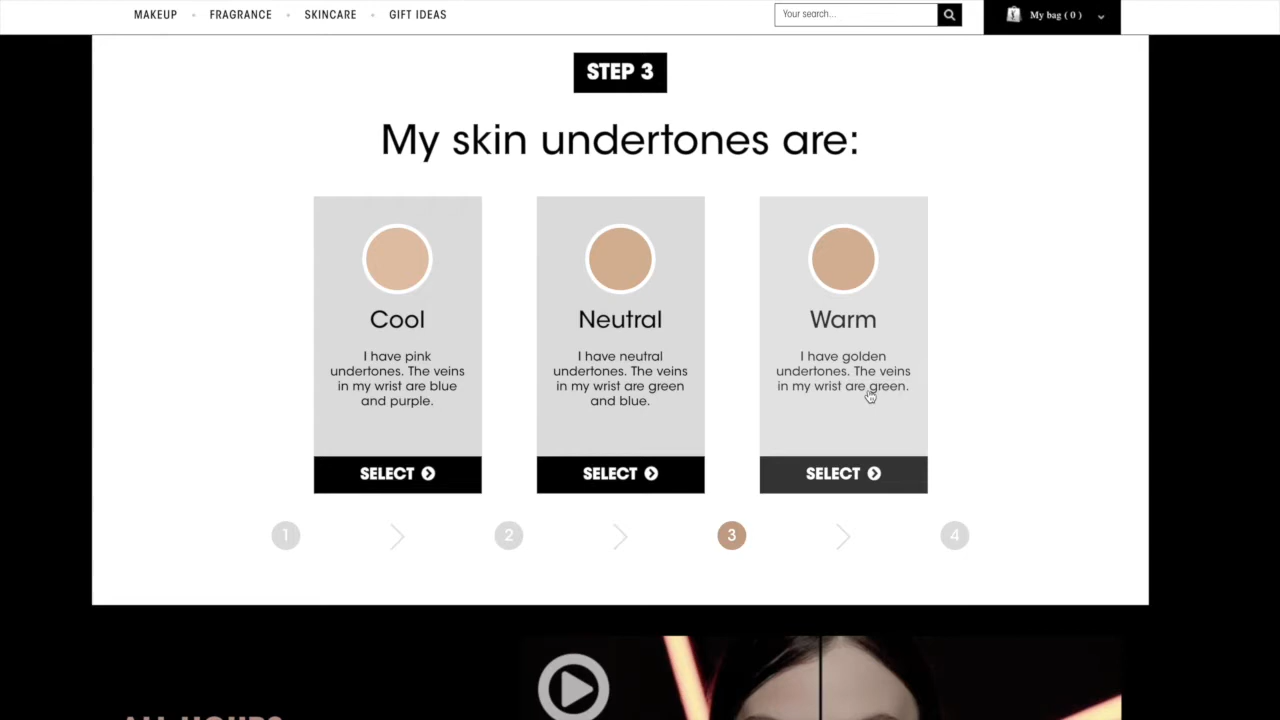 MAKEUP • FRAGRANCE • SKINCARE • GIFT IDEAS
Your search...
My bag ( 0 )
STEP 3
My skin undertones are:
Cool
I have pink
undertones. The veins
in my wrist are blue
and purple.
SELECT
Neutral
I have neutral
undertones. The veins
in my wrist are green
and blue.
SELECT
Warm
I have golden
undertones. The veins
in my wrist are green.
SELECT
1
2
3
4
ALL HOURS